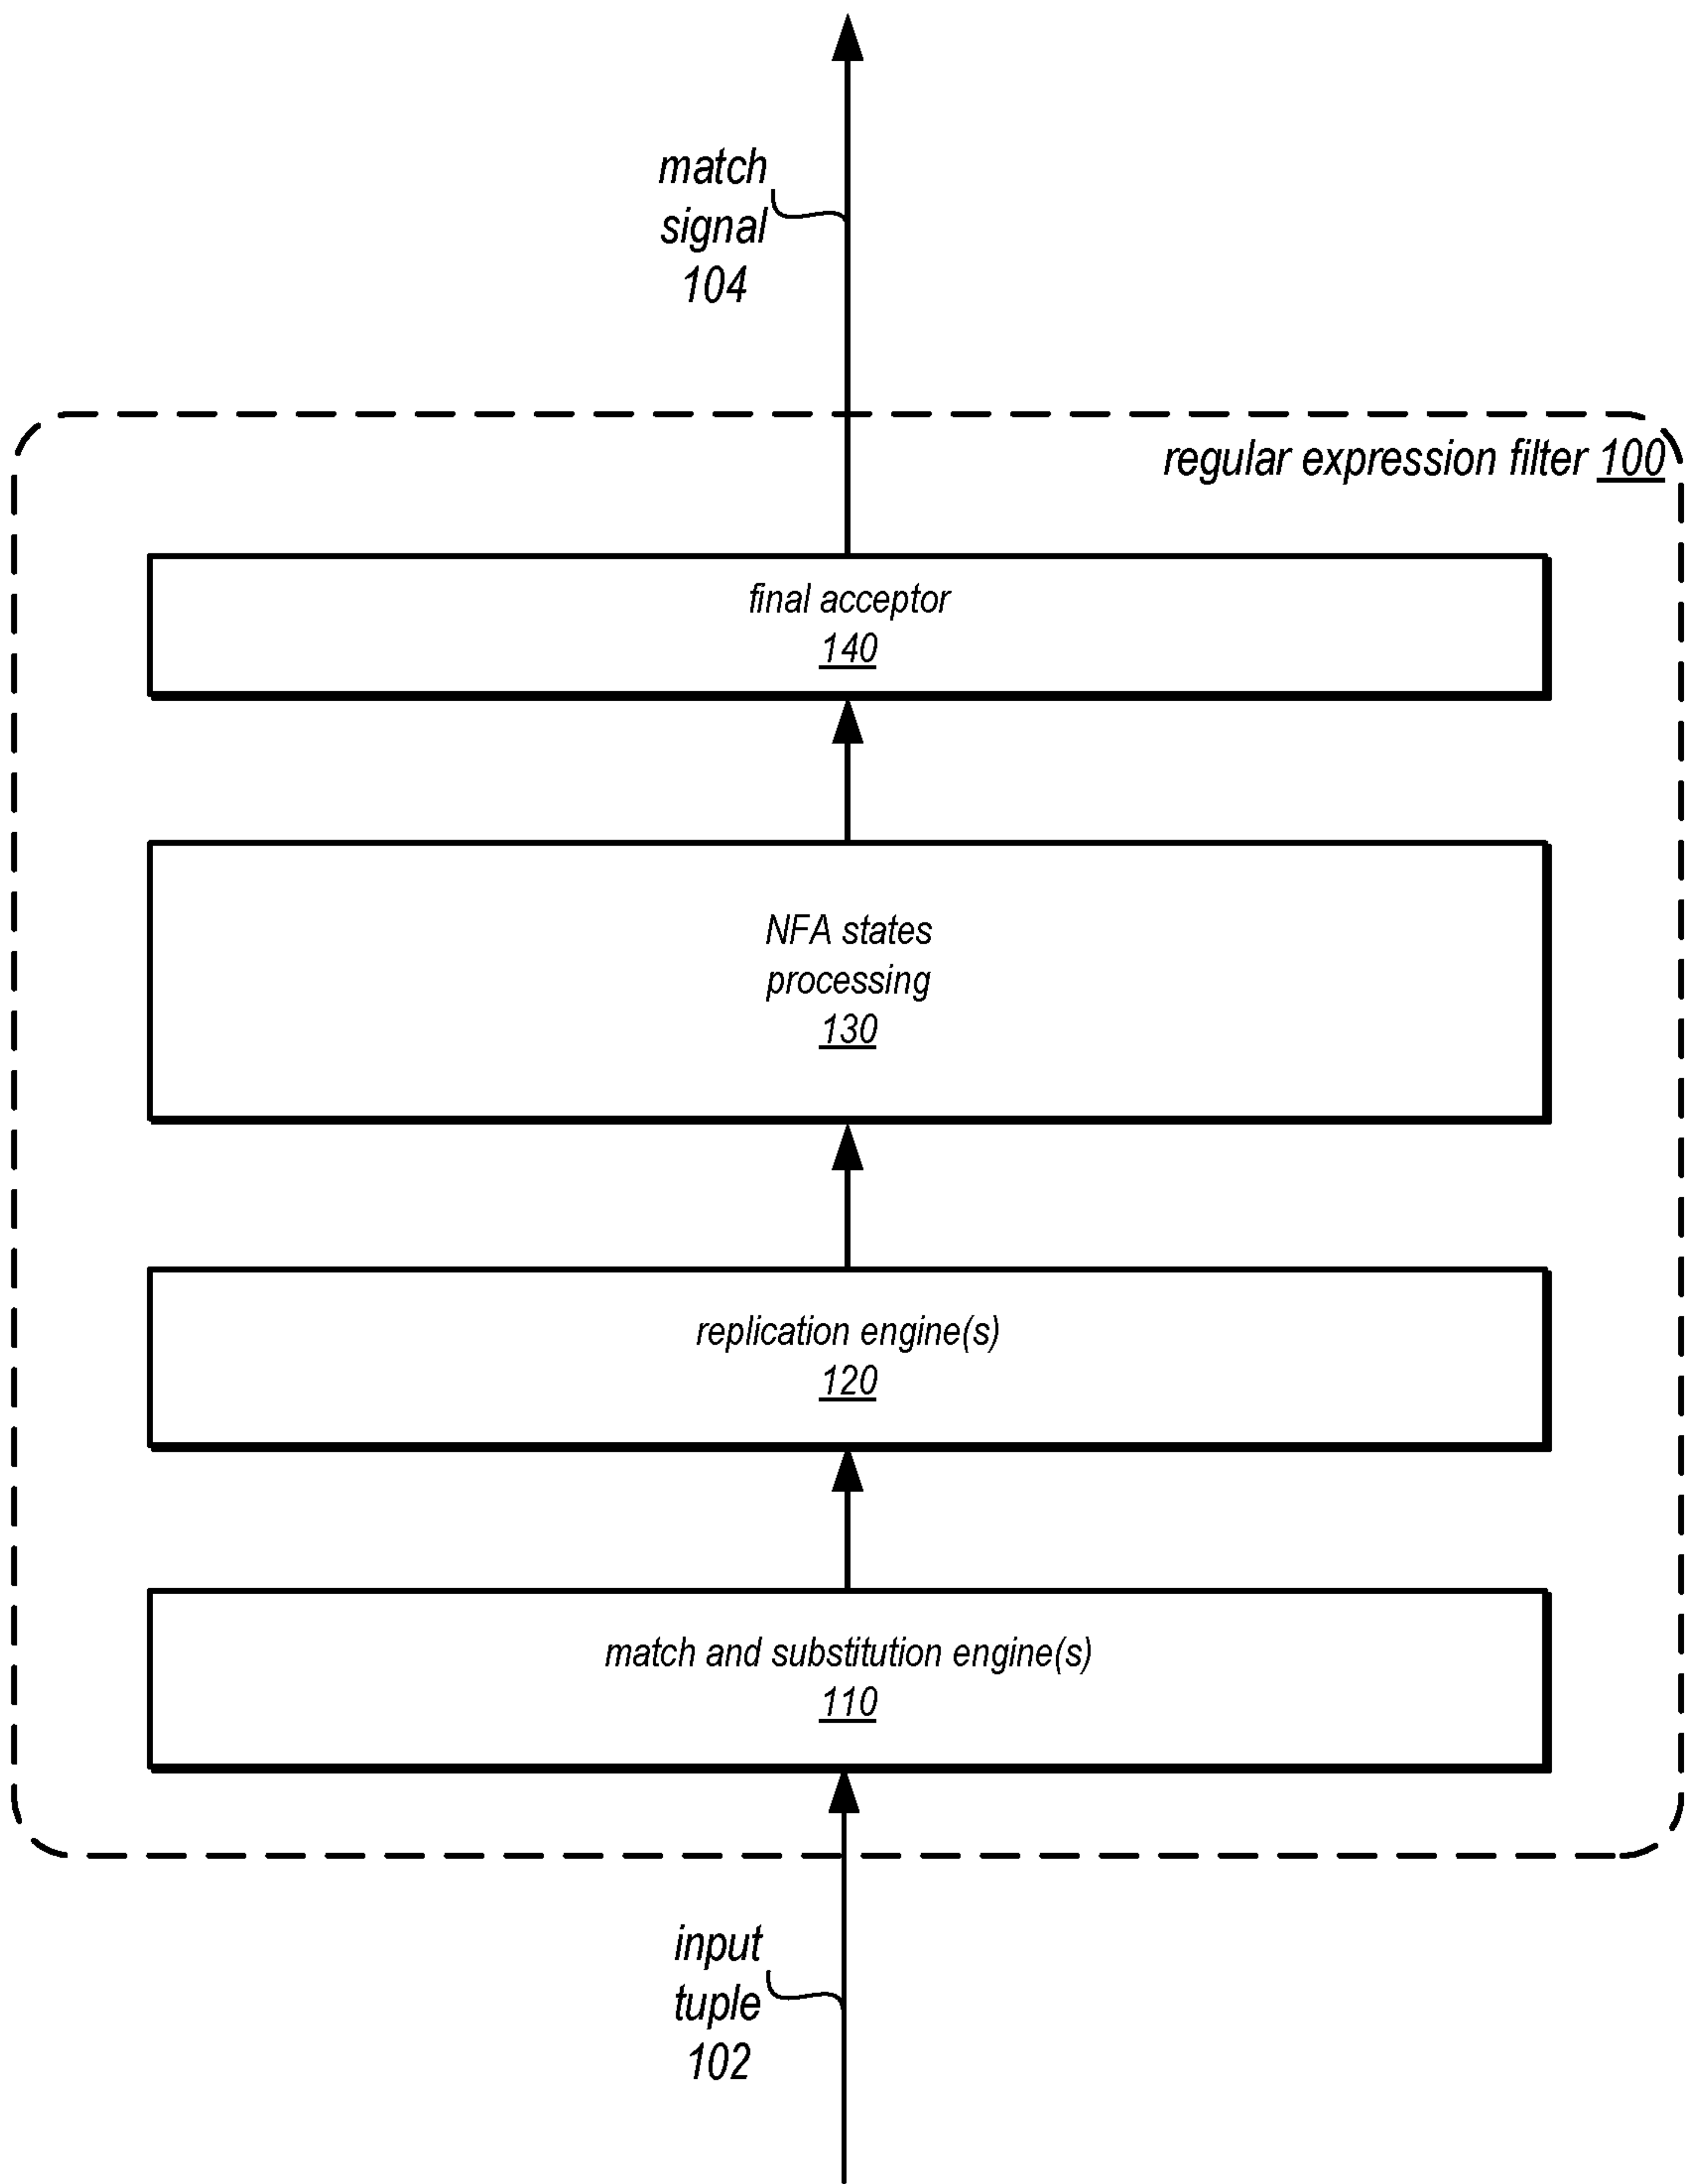 match
signal
104
regular expression filter 100
final acceptor
140
NFA states
processing
130
replication engine(s)
120
match and substitution engine(s)
110
input
tuple
102